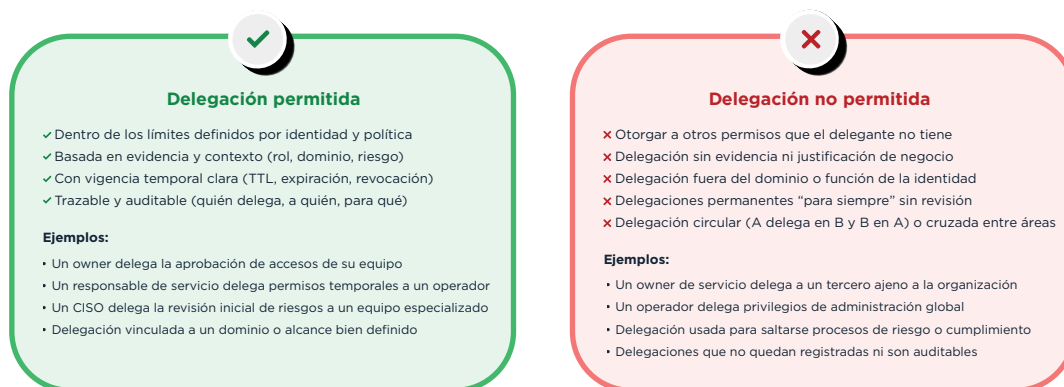 Delegación permitida
Dentro de los límites definidos por identidad y política
Basada en evidencia y contexto (rol, dominio, riesgo)
Con vigencia temporal clara (TTL, expiración, revocación)
Trazable y auditable (quién delega, a quién, para qué)
Ejemplos:
• Un owner delega la aprobación de accesos de su equipo
• Un responsable de servicio delega permisos temporales a un operador
• Un CISO delega la revisión inicial de riesgos a un equipo especializado
• Delegación vinculada a un dominio o alcance bien definido
Delegación no permitida
Otorgar a otros permisos que el delegante no tiene
Delegación sin evidencia ni justificación de negocio
Delegación fuera del dominio o función de la identidad
Delegaciones permanentes “para siempre” sin revisión
Delegación circular (A delega en B y B en A) o cruzada entre áreas
Ejemplos:
• Un owner de servicio delega a un tercero ajeno a la organización
• Un operador delega privilegios de administración global
• Delegación usada para saltarse procesos de riesgo o cumplimiento
• Delegaciones que no quedan registradas ni son auditables